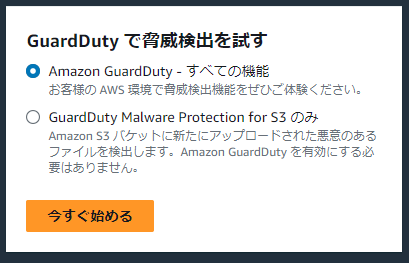 GuardDuty で脅威検出を試す
Amazon GuardDuty - すべての機能
お客様の AWS 環境で脅威検出機能をぜひご体験ください。
GuardDuty Malware Protection for S3 のみ
Amazon S3 バケットに新たにアップロードされた悪意のある
ファイルを検出します。Amazon GuardDuty を有効にする必
要はありません。
今すぐ始める